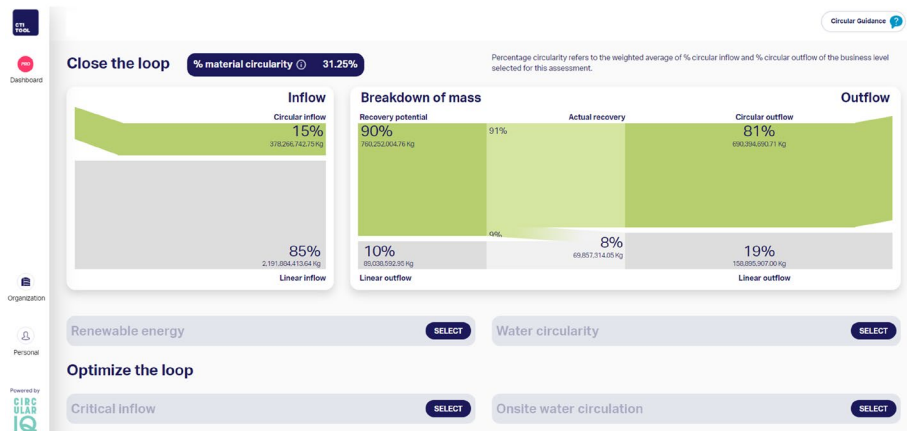 CTI
TOOL
Circular Guidance ?
PRO
Dashboard
Close the loop
% material circularity 31.25%
Percentage circularity refers to the weighted average of % circular inflow and % circular outflow of the business level
selected for this assessment.
Inflow
Circular inflow
15%
378,266,742.75 Kg
85%
2,191,884,413.64 Kg
Linear inflow
Breakdown of mass
Outflow
Recovery potential
Actual recovery
Circular outflow
90%
760,252,004.76 Kg
91%
81%
690,394,690.71 Kg
9%
8%
69,857,314.05 Kg
10%
89,038,592.95 Kg
19%
158,895,907.00 Kg
Linear outflow
Linear outflow
Organization
Personal
Renewable energy
SELECT
Water circularity
SELECT
Optimize the loop
Powered by
CIRC
ULAR
IQ
Critical inflow
SELECT
Onsite water circulation
SELECT